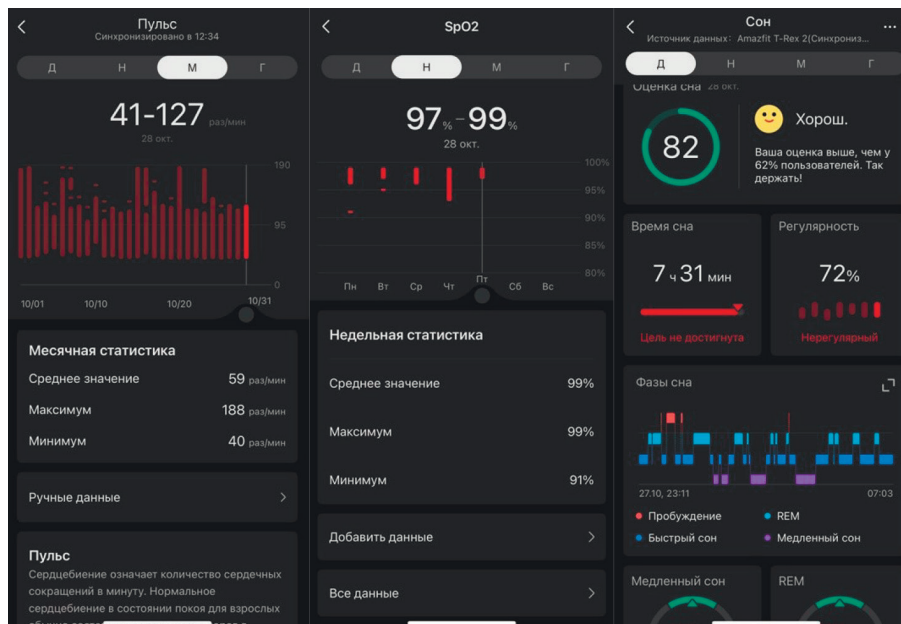 Пульс
Синхронизировано в 12:34
Д Н М Г
41-127 раз/мин
28 окт.
190
95
0
10/01 10/10 10/20 10/31
Месячная статистика
Среднее значение 59 раз/мин
Максимум 188 раз/мин
Минимум 40 раз/мин
Ручные данные
Пульс
Сердцебиение означает количество сердечных
сокращений в минуту. Нормальное
сердцебиение в состоянии покоя для взрослых
SpO2
Д Н М Г
97% - 99%
28 окт.
100%
95%
90%
85%
80%
Пн Вт Ср Чт Пт Сб Вс
Недельная статистика
Среднее значение 99%
Максимум 99%
Минимум 91%
Добавить данные
Все данные
Сон
Источник данных: Amazfit T-Rex 2(Синхрониз...
Д Н М Г
Оценка сна 28 окт.
82
Хорош.
Ваша оценка выше, чем у
62% пользователей. Так
держать!
Время сна
7 ч 31 мин
Цель не достигнута
Регулярность
72%
Нерегулярный
Фазы сна
27.10, 23:11 07:03
Пробуждение REM
Быстрый сон Медленный сон
Медленный сон REM